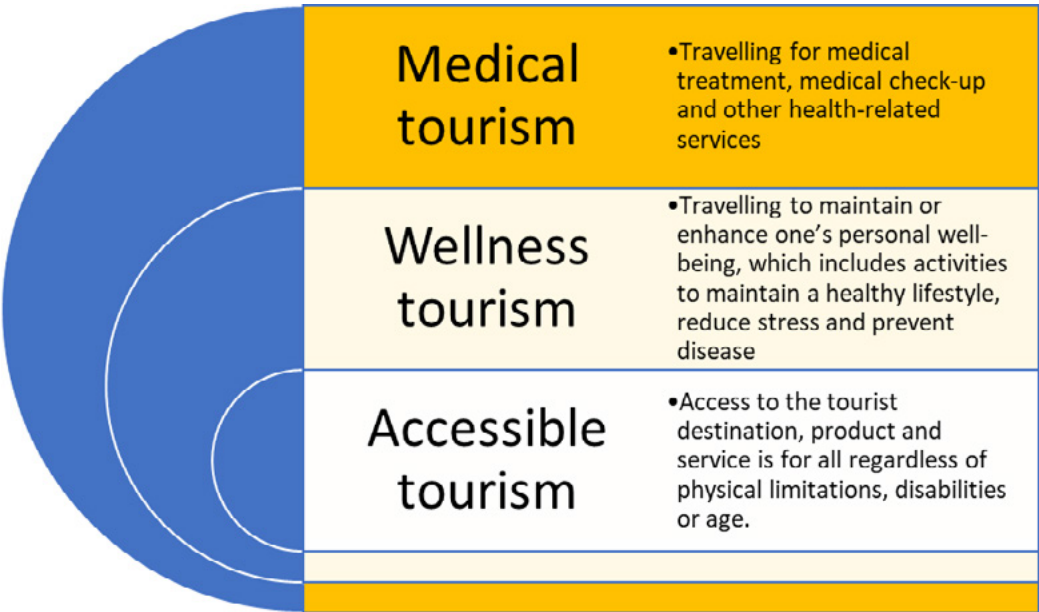 Medical
tourism
•Travelling for medical
treatment, medical check-up
and other health-related
services
Wellness
tourism
•Travelling to maintain or
enhance one’s personal well-
being, which includes activities
to maintain a healthy lifestyle,
reduce stress and prevent
disease
Accessible
tourism
•Access to the tourist
destination, product and
service is for all regardless of
physical limitations, disabilities
or age.